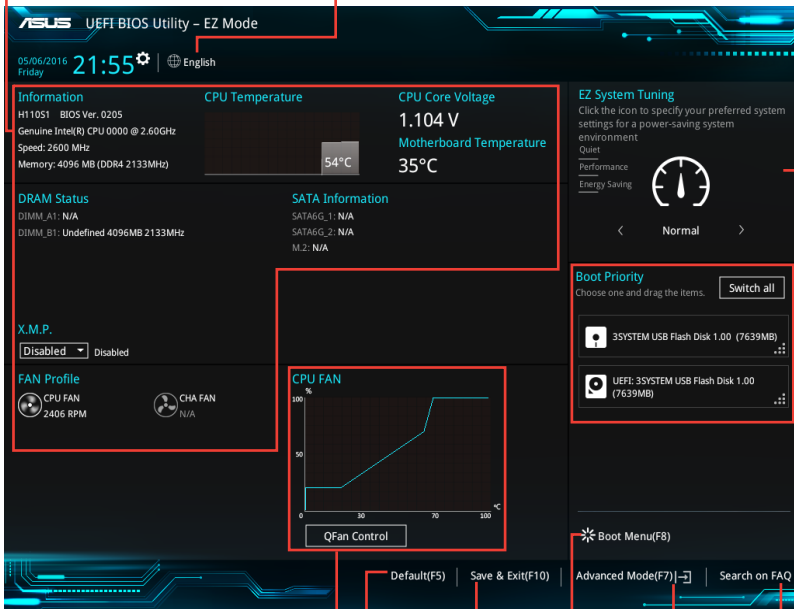 ASUS UEFI BIOS Utility – EZ Mode
05/06/2016
Friday
21:55
English
Information
H110S1 BIOS Ver. 0205
Genuine Intel(R) CPU 0000 @ 2.60GHz
Speed: 2600 MHz
Memory: 4096 MB (DDR4 2133MHz)
CPU Temperature
54°C
CPU Core Voltage
1.104 V
Motherboard Temperature
35°C
EZ System Tuning
Click the icon to specify your preferred system
settings for a power-saving system
environment
Quiet
Performance
Energy Saving
< Normal >
DRAM Status
DIMM_A1: N/A
DIMM_B1: Undefined 4096MB 2133MHz
SATA Information
SATA6G_1: N/A
SATA6G_2: N/A
M.2: N/A
Boot Priority
Choose one and drag the items.
Switch all
3SYSTEM USB Flash Disk 1.00 (7639MB)
UEFI: 3SYSTEM USB Flash Disk 1.00
(7639MB)
X.M.P.
Disabled Disabled
FAN Profile
CPU FAN
2406 RPM
CHA FAN
N/A
CPU FAN
%
100
50
0 30 70 100
°C
QFan Control
Boot Menu(F8)
Default(F5) Save & Exit(F10) Advanced Mode(F7) Search on FAQ